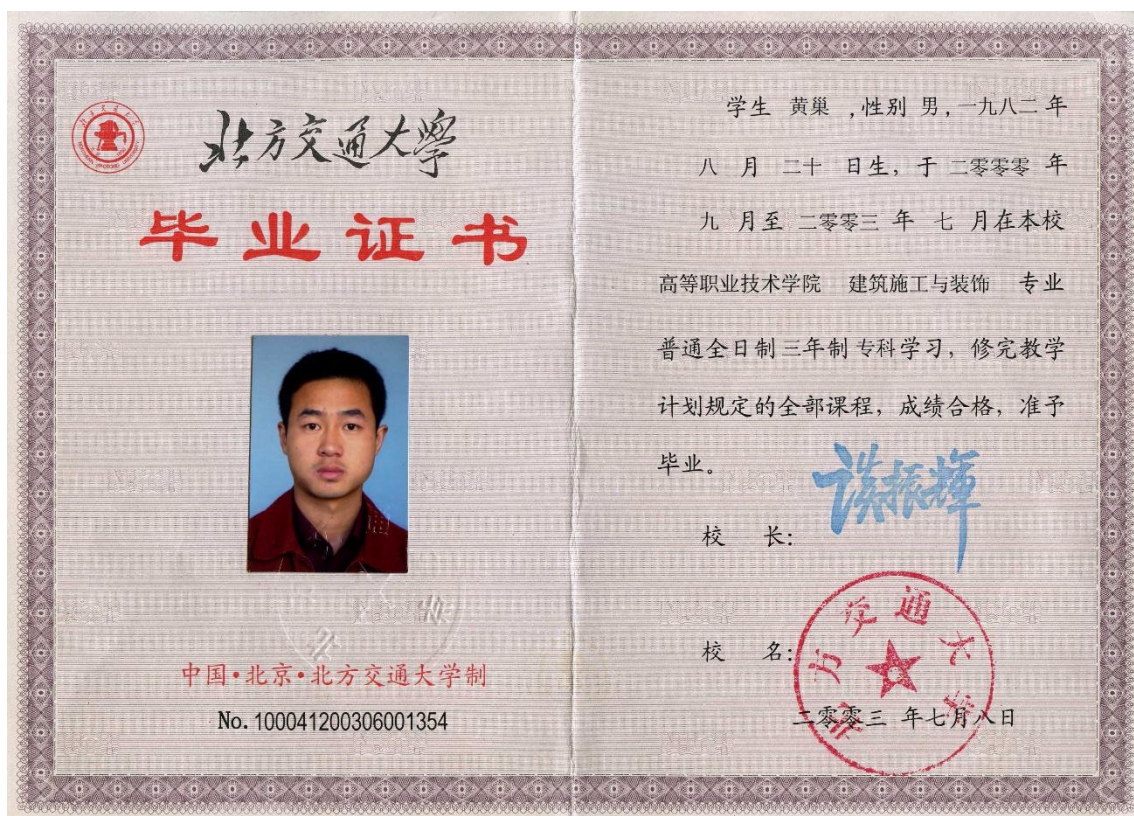 北方交通大學
毕业证书
中国·北京·北方交通大学制
No. 100041200306001354
学生 黄巢 ,性别 男, 一九八二 年
八 月 二十 日生, 于 二零零零 年
九 月至 二零零三 年 七 月在本校
高等职业技术学院 建筑施工与装饰 专业
普通全日制 三年制 专科学习, 修完教学
计划规定的全部课程, 成绩合格, 准予
毕业。
校 长: 谈振辉
校 名: 北方交通大学
二零零三 年七月八日